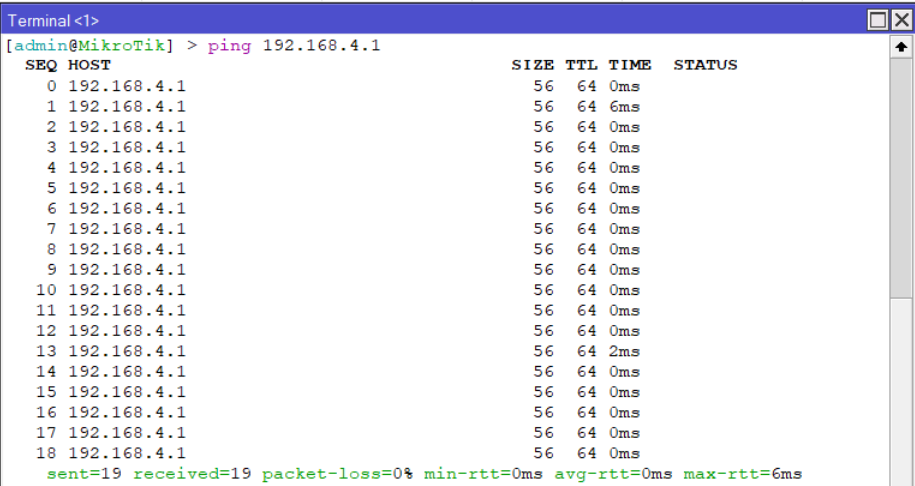 Terminal <1>
[admin@MikroTik] > ping 192.168.4.1
SEQ HOST SIZE TTL TIME STATUS
0 192.168.4.1 56 64 0ms
1 192.168.4.1 56 64 6ms
2 192.168.4.1 56 64 0ms
3 192.168.4.1 56 64 0ms
4 192.168.4.1 56 64 0ms
5 192.168.4.1 56 64 0ms
6 192.168.4.1 56 64 0ms
7 192.168.4.1 56 64 0ms
8 192.168.4.1 56 64 0ms
9 192.168.4.1 56 64 0ms
10 192.168.4.1 56 64 0ms
11 192.168.4.1 56 64 0ms
12 192.168.4.1 56 64 0ms
13 192.168.4.1 56 64 2ms
14 192.168.4.1 56 64 0ms
15 192.168.4.1 56 64 0ms
16 192.168.4.1 56 64 0ms
17 192.168.4.1 56 64 0ms
18 192.168.4.1 56 64 0ms
sent=19 received=19 packet-loss=0% min-rtt=0ms avg-rtt=0ms max-rtt=6ms